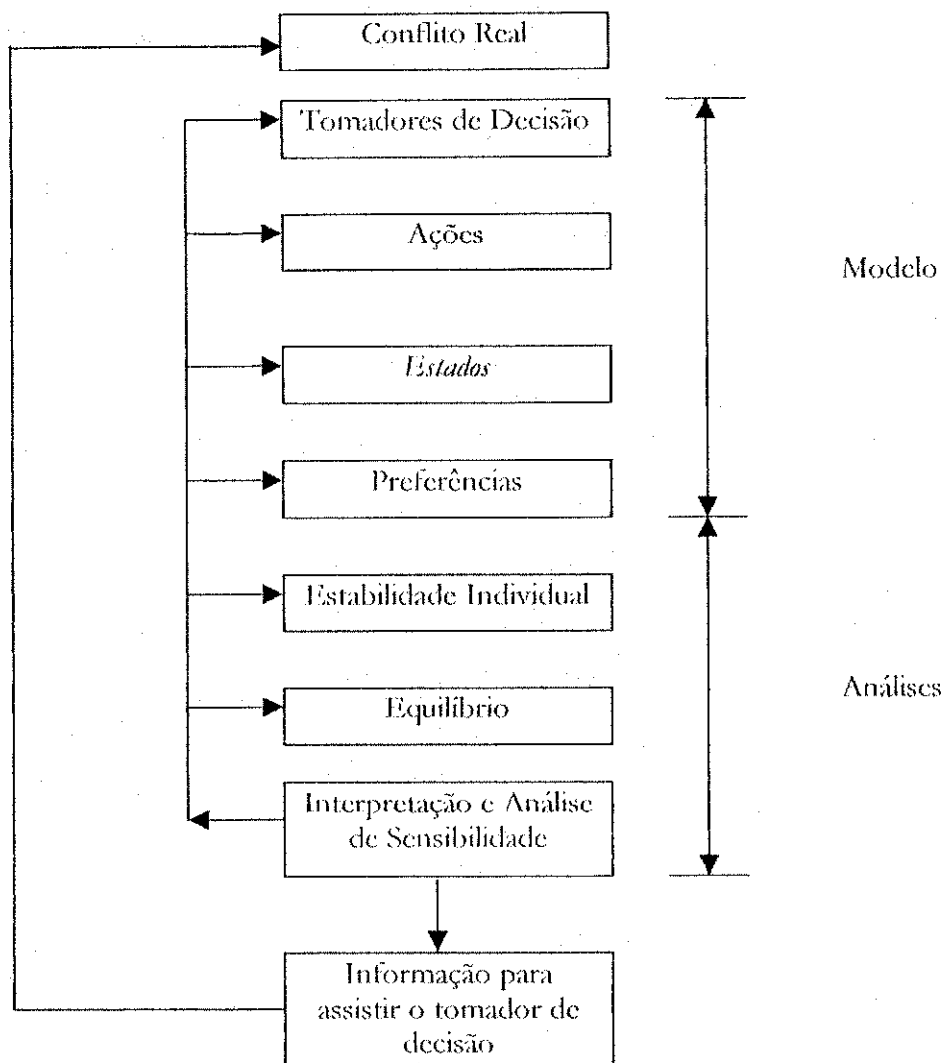 Conflito Real
Tomadores de Decisão
Ações
Modelo
Estados
Preferências
Estabilidade Individual
Análises
Equilíbrio
Interpretação e Análise
de Sensibilidade
Informação para
assistir o tomador de
decisão